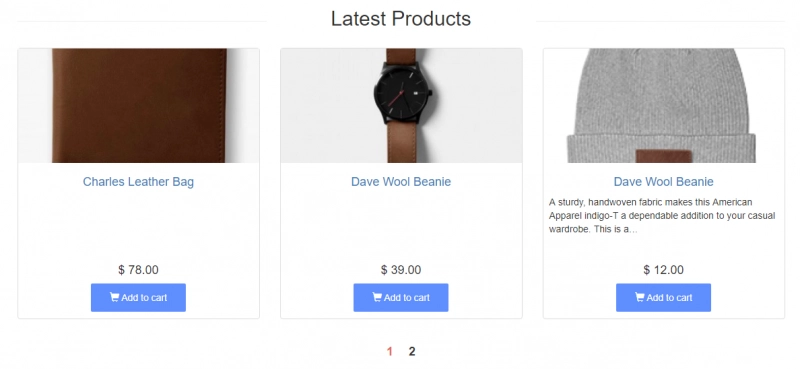 Latest Products
Charles Leather Bag
Dave Wool Beanie
Dave Wool Beanie
A sturdy, handwoven fabric makes this American
Apparel indigo-T a dependable addition to your casual
wardrobe. This is a...
$ 78.00
$ 39.00
$ 12.00
Add to cart
Add to cart
Add to cart
1 2